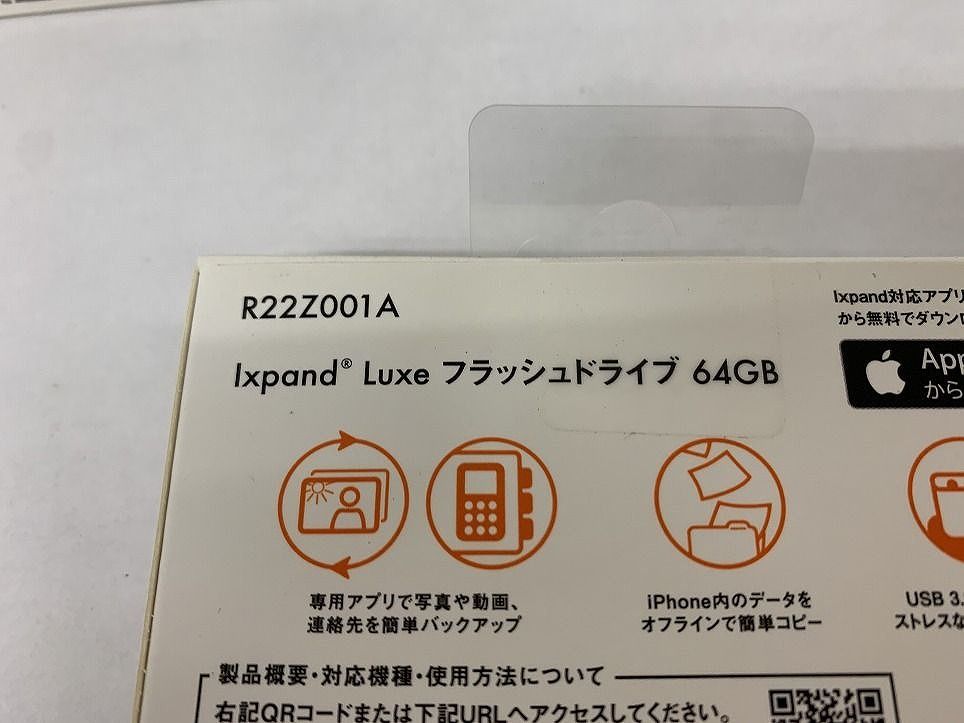 R22Z001A
Ixpand® Luxe フラッシュドライブ 64GB
Ixpand対応アプリ
から無料でダウン
App
から
専用アプリで写真や動画、
連絡先を簡単バックアップ
iPhone内のデータを
オフラインで簡単コピー
USB 3.
ストレスな
製品概要・対応機種・使用方法について
右記QRコードまたは下記URLへアクセスしてください。